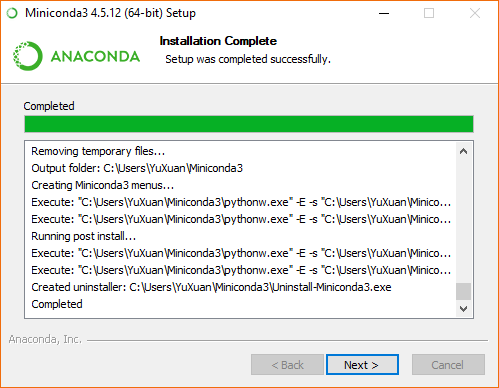 Miniconda3 4.5.12 (64-bit) Setup
ANACONDA
Installation Complete
Setup was completed successfully.
Completed
Removing temporary files...
Output folder: C:\Users\YuXuan\Miniconda3
Creating Miniconda3 menus...
Execute: "C:\Users\YuXuan\Miniconda3\pythonw.exe" -E -s "C:\Users\YuXuan\Minico...
Execute: "C:\Users\YuXuan\Miniconda3\pythonw.exe" -E -s "C:\Users\YuXuan\Minico...
Running post install...
Execute: "C:\Users\YuXuan\Miniconda3\pythonw.exe" -E -s "C:\Users\YuXuan\Minico...
Execute: "C:\Users\YuXuan\Miniconda3\pythonw.exe" -E -s "C:\Users\YuXuan\Minico...
Created uninstaller: C:\Users\YuXuan\Miniconda3\Uninstall-Miniconda3.exe
Completed
Anaconda, Inc.
< Back Next > Cancel